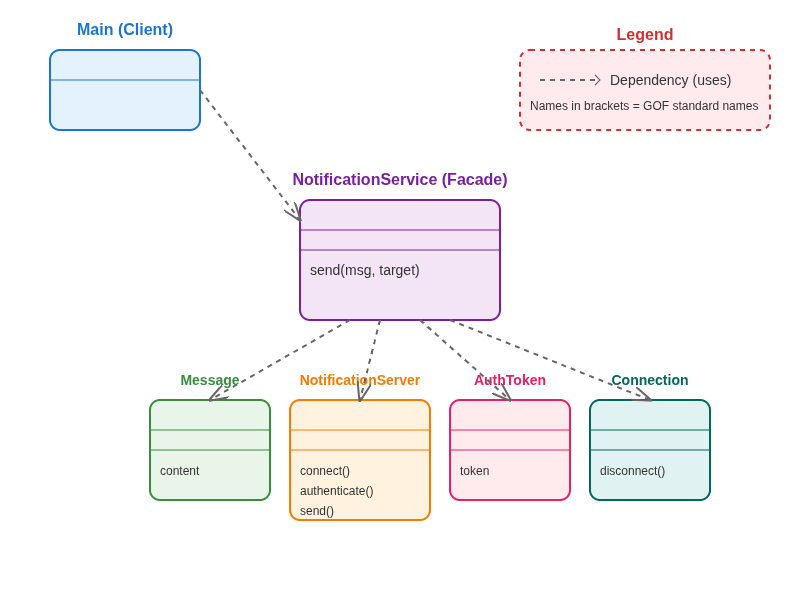 Main (Client)
Legend
Dependency (uses)
Names in brackets = GOF standard names
NotificationService (Facade)
send(msg, target)
Message
NotificationServer
AuthToken
Connection
content
connect()
authenticate()
send()
token
disconnect()